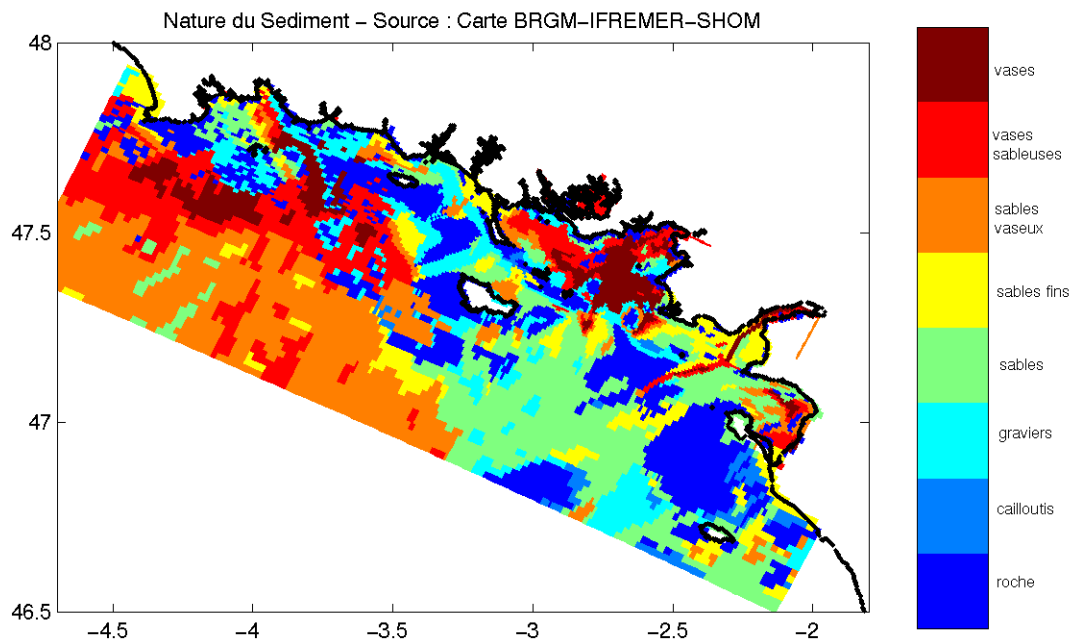 Nature du Sediment – Source : Carte BRGM–IFREMER–SHOM
48
47.5
47
46.5
−4.5
−4
−3.5
−3
−2.5
−2
vases
vases
sableuses
sables
vaseux
sables fins
sables
graviers
cailloutis
roche